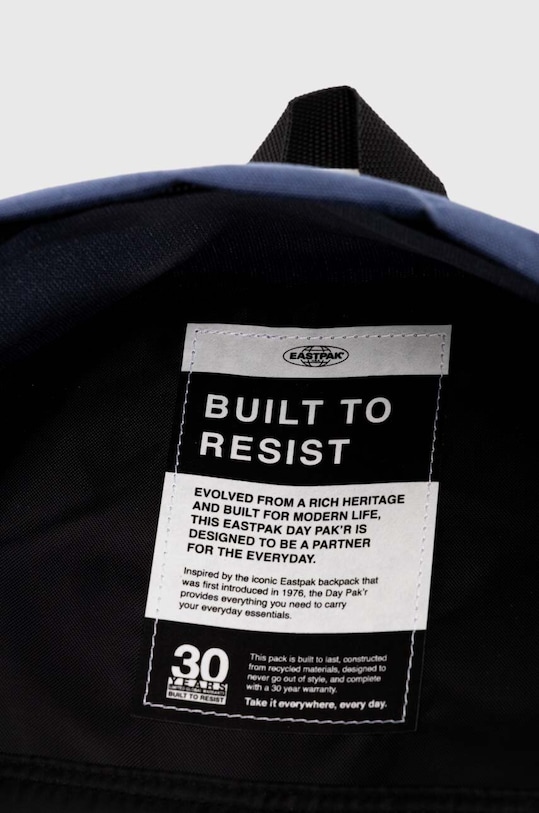 EASTPAK
BUILT TO
RESIST
EVOLVED FROM A RICH HERITAGE
AND BUILT FOR MODERN LIFE,
THIS EASTPAK DAY PAK'R IS
DESIGNED TO BE A PARTNER
FOR THE EVERYDAY.
Inspired by the iconic Eastpak backpack that
was first introduced in 1976, the Day Pak'r
provides everything you need to carry
your everyday essentials.
30
YEARS
LIMITED GLOBAL WARRANTY
BUILT TO RESIST
This pack is built to last, constructed
from recycled materials, designed to
never go out of style, and complete
with a 30 year warranty.
Take it everywhere, every day.